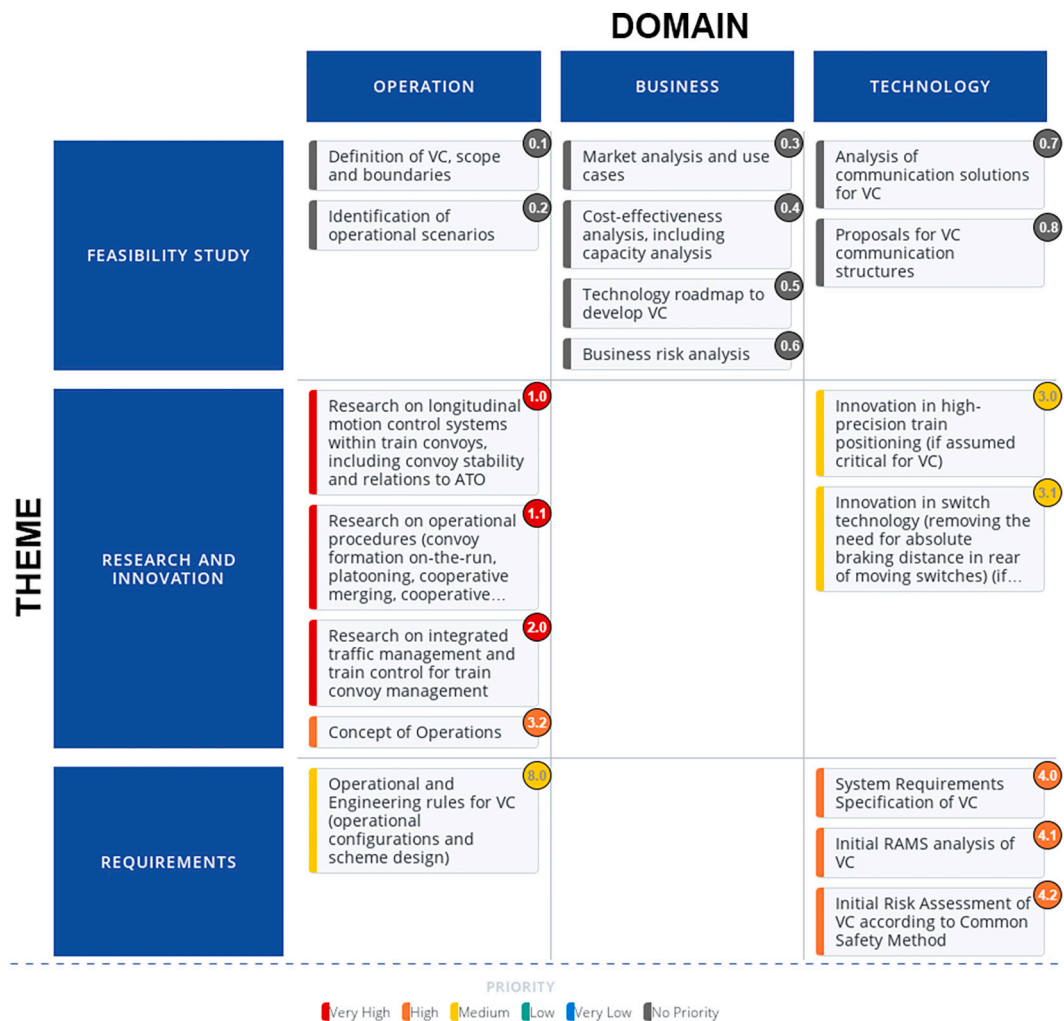 DOMAIN
OPERATION
BUSINESS
TECHNOLOGY
THEME
FEASIBILITY STUDY
0.1
Definition of VC, scope
and boundaries
0.2
Identification of
operational scenarios
0.3
Market analysis and use
cases
0.4
Cost-effectiveness
analysis, including
capacity analysis
0.5
Technology roadmap to
develop VC
0.6
Business risk analysis
0.7
Analysis of
communication solutions
for VC
0.8
Proposals for VC
communication
structures
RESEARCH AND
INNOVATION
1.0
Research on longitudinal
motion control systems
within train convoys,
including convoy stability
and relations to ATO
1.1
Research on operational
procedures (convoy
formation on-the-run,
platooning, cooperative
merging, cooperative...
2.0
Research on integrated
traffic management and
train control for train
convoy management
3.2
Concept of Operations
3.0
Innovation in high-
precision train
positioning (if assumed
critical for VC)
3.1
Innovation in switch
technology (removing the
need for absolute
braking distance in rear
of moving switches) (if...
REQUIREMENTS
8.0
Operational and
Engineering rules for VC
(operational
configurations and
scheme design)
4.0
System Requirements
Specification of VC
4.1
Initial RAMS analysis of
VC
4.2
Initial Risk Assessment of
VC according to Common
Safety Method
PRIORITY
Very High
High
Medium
Low
Very Low
No Priority